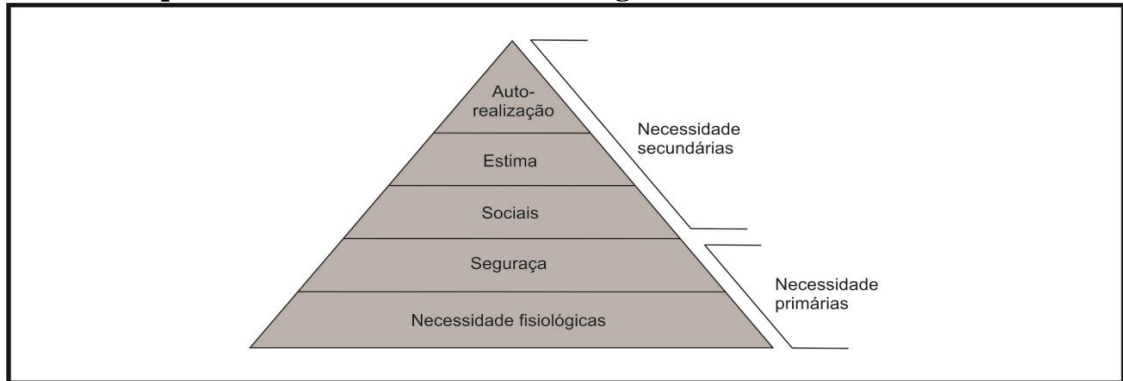 Auto-
realização
Necessidade
secundárias
Estima
Sociais
Seguraça
Necessidade
primárias
Necessidade fisiológicas